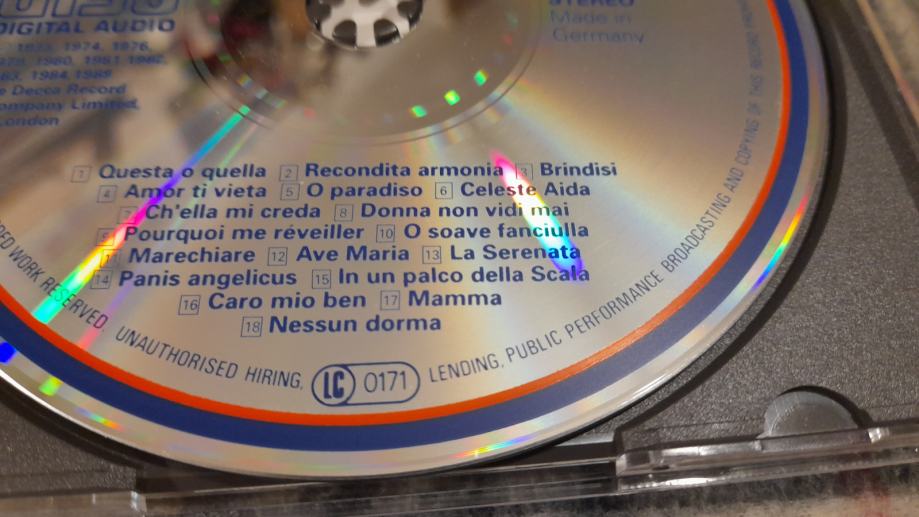 DIGITAL AUDIO
1974, 1976,
1980, 1981 1982,
1984, 1989
Decca Record
Company Limited,
London
STEREO
Made in
Germany
1 Questa o quella 2 Recondita armonia 3 Brindisi
4 Amor ti vieta 5 O paradiso 6 Celeste Aida
7 Ch'ella mi creda 8 Donna non vidi mai
9 Pourquoi me réveiller 10 O soave fanciulla
11 Marechiare 12 Ave Maria 13 La Serenata
14 Panis angelicus 15 In un palco della Scala
16 Caro mio ben 17 Mamma
18 Nessun dorma
WORK RESERVED. UNAUTHORISED HIRING, LENDING, PUBLIC PERFORMANCE BROADCASTING AND COPYING OF THIS RECORD
LC 0171